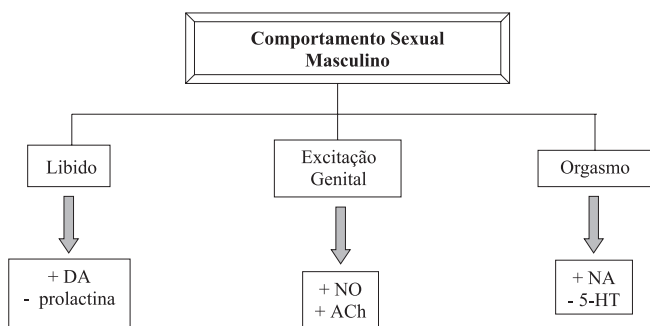 Comportamento Sexual
Masculino
Libido
Excitação
Genital
Orgasmo
+ DA
- prolactina
+ NO
+ ACh
+ NA
- 5-HT